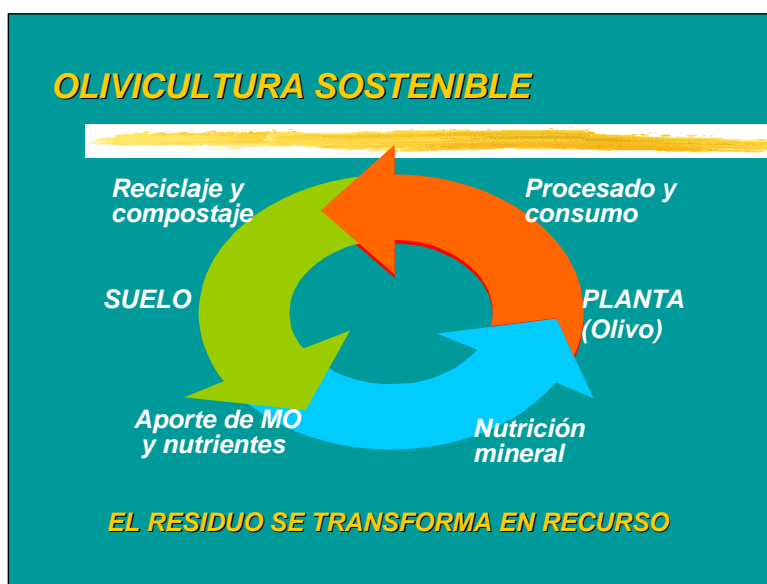 OLIVICULTURA SOSTENIBLE
Reciclaje y
compostaje
Procesado y
consumo
SUELO
PLANTA
(Olivo)
Aporte de MO
y nutrientes
Nutrición
mineral
EL RESIDUO SE TRANSFORMA EN RECURSO